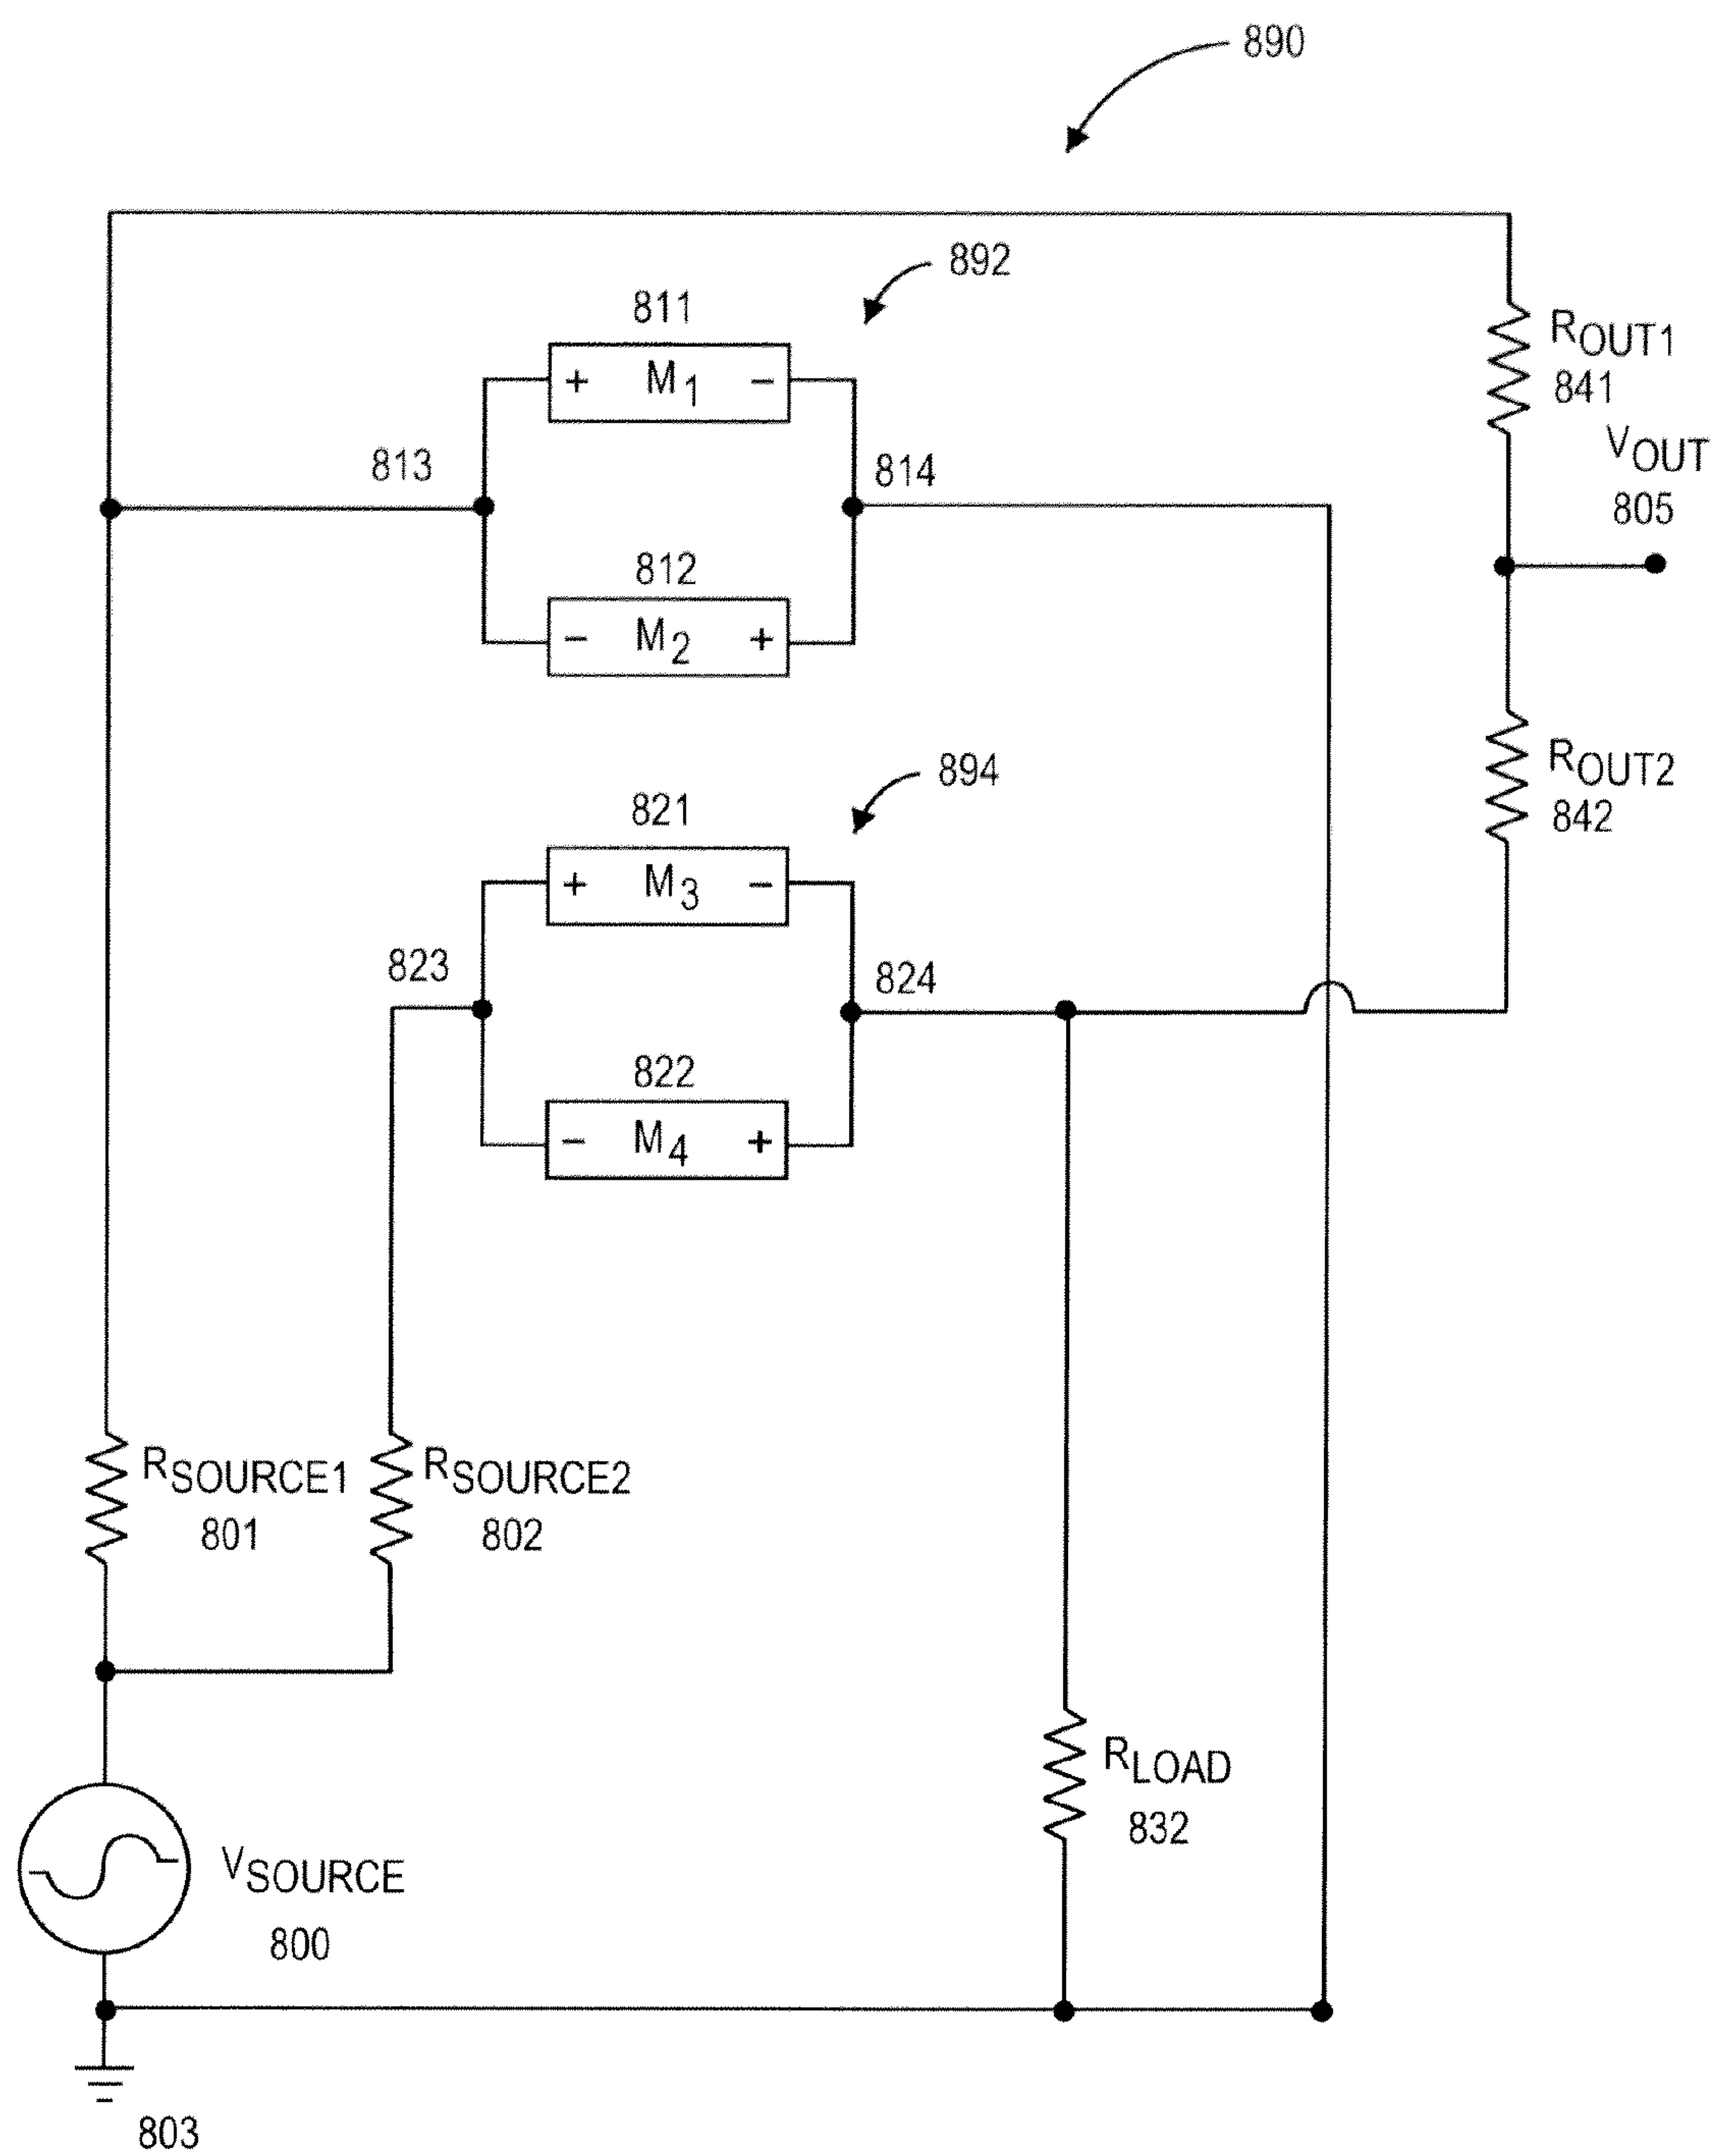 890
892
811
+ M1 −
813
814
812
− M2 +
ROUT1
841
VOUT
805
894
821
+ M3 −
823
824
822
− M4 +
ROUT2
842
RSOURCE1
801
RSOURCE2
802
RLOAD
832
VSOURCE
800
803